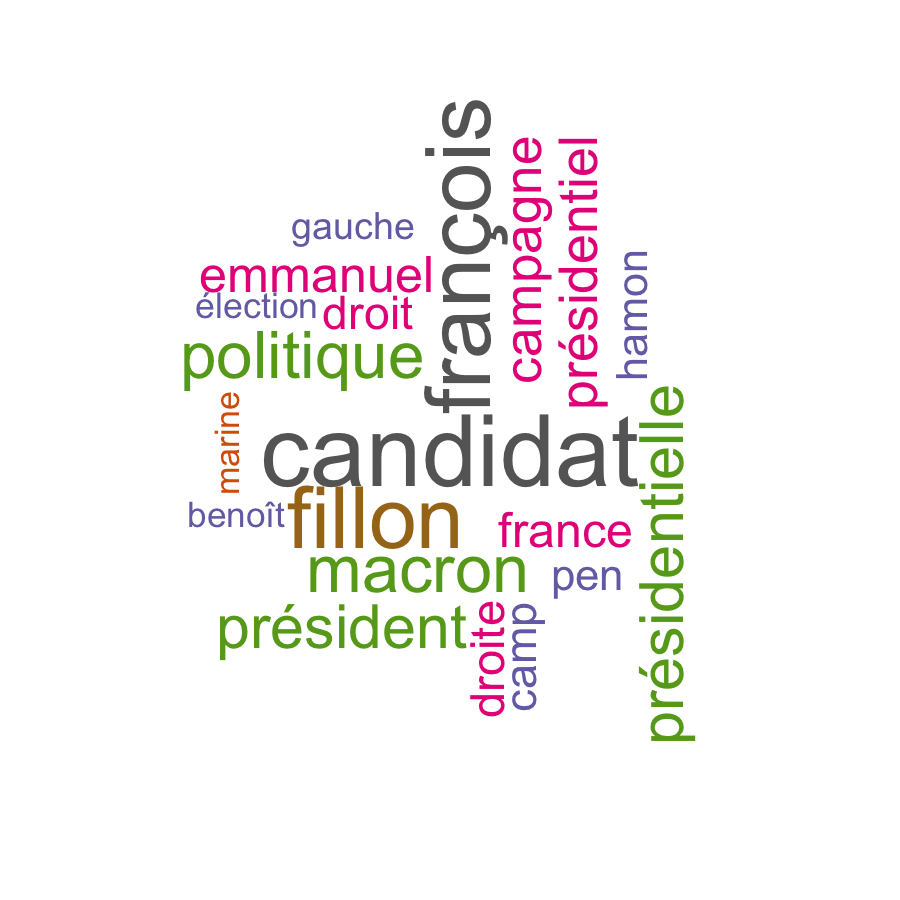 françois
campagne
présidentiel
gauche
hamon
emmanuel
élection
droit
politique
présidentielle
marine
candidat
benoît
fillon
france
macron
pen
président
droite
camp